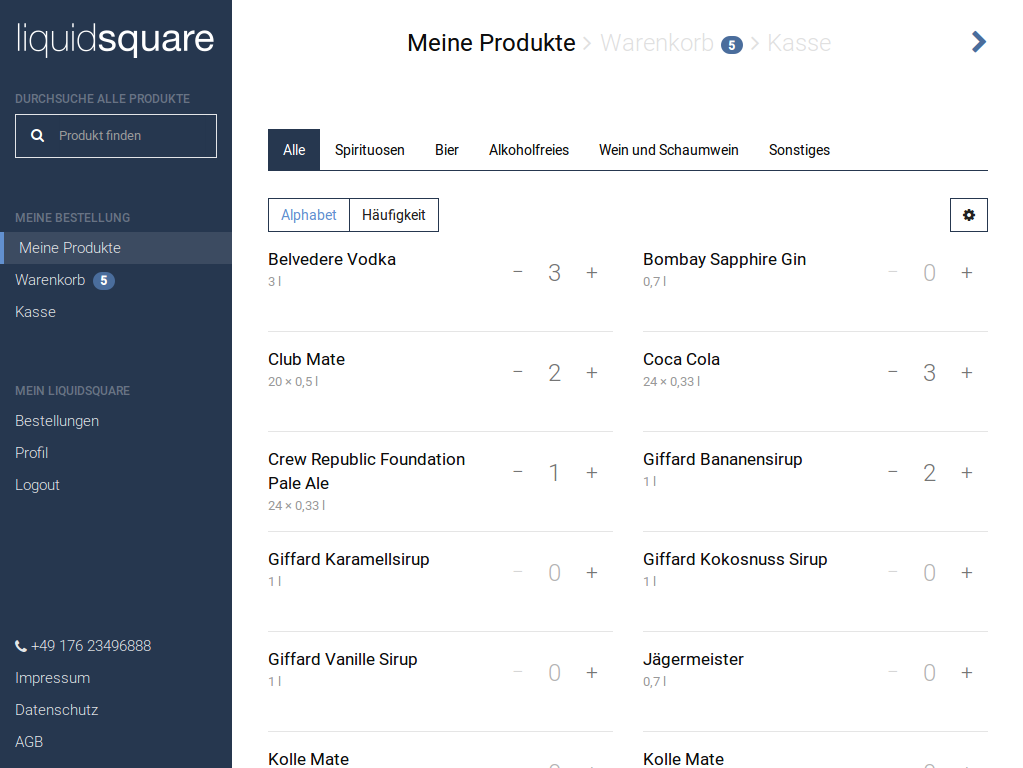 liquidsquare
DURCHSUCHE ALLE PRODUKTE
Produkt finden
MEINE BESTELLUNG
Meine Produkte
Warenkorb 5
Kasse
MEIN LIQUIDSQUARE
Bestellungen
Profil
Logout
+49 176 23496888
Impressum
Datenschutz
AGB
Meine Produkte Warenkorb 5 Kasse
Alle Spirituosen Bier Alkoholfreies Wein und Schaumwein Sonstiges
Alphabet Häufigkeit
Belvedere Vodka
3 l
− 3 +
Bombay Sapphire Gin
0,7 l
− 0 +
Club Mate
20 × 0,5 l
− 2 +
Coca Cola
24 × 0,33 l
− 3 +
Crew Republic Foundation
Pale Ale
24 × 0,33 l
− 1 +
Giffard Bananensirup
1 l
− 2 +
Giffard Karamellsirup
1 l
− 0 +
Giffard Kokosnuss Sirup
1 l
− 0 +
Giffard Vanille Sirup
1 l
− 0 +
Jägermeister
0,7 l
− 0 +
Kolle Mate
Kolle Mate